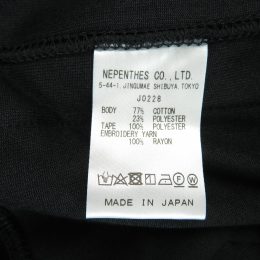 NEPENTHES CO., LTD.
5-44-1, JINGUMAE SHIBUYA, TOKYO
J0228
BODY 77% COTTON
23% POLYESTER
TAPE 100% POLYESTER
EMBROIDERY YARN
100% RAYON
MADE IN JAPAN